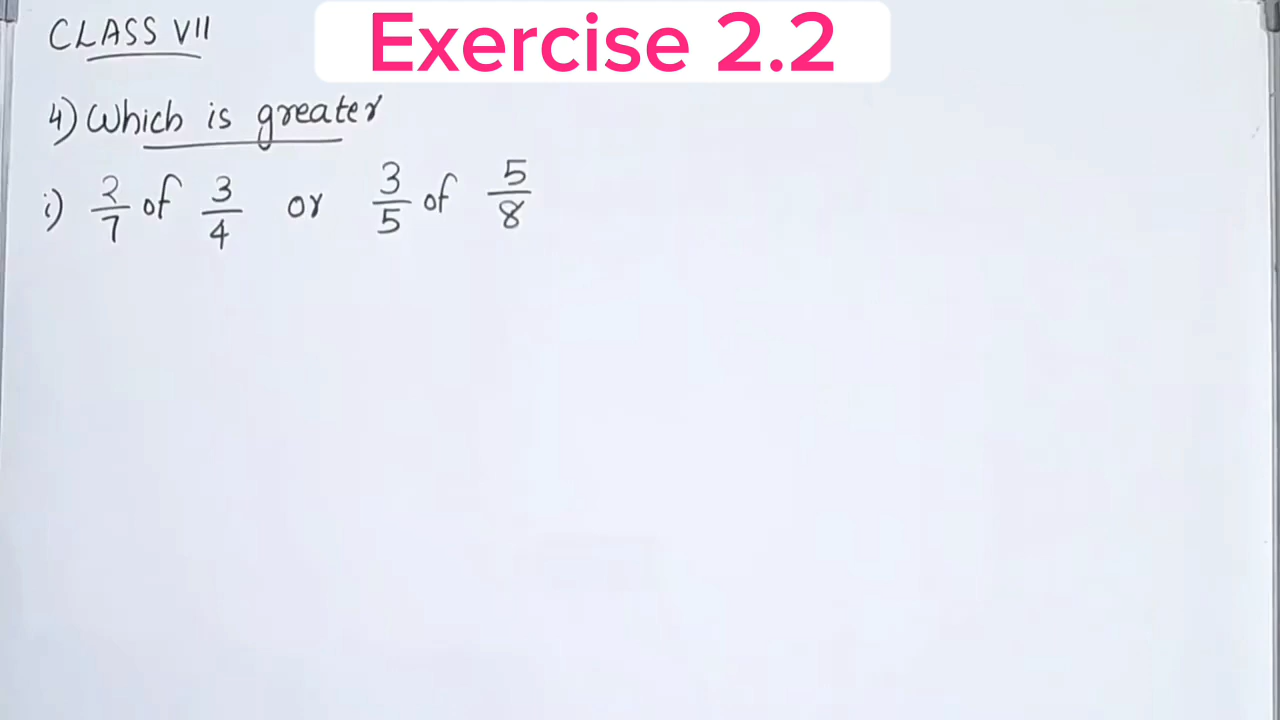 CLASS VII
Exercise 2.2
4) Which is greater
i) 2/7 of 3/4 or 3/5 of 5/8